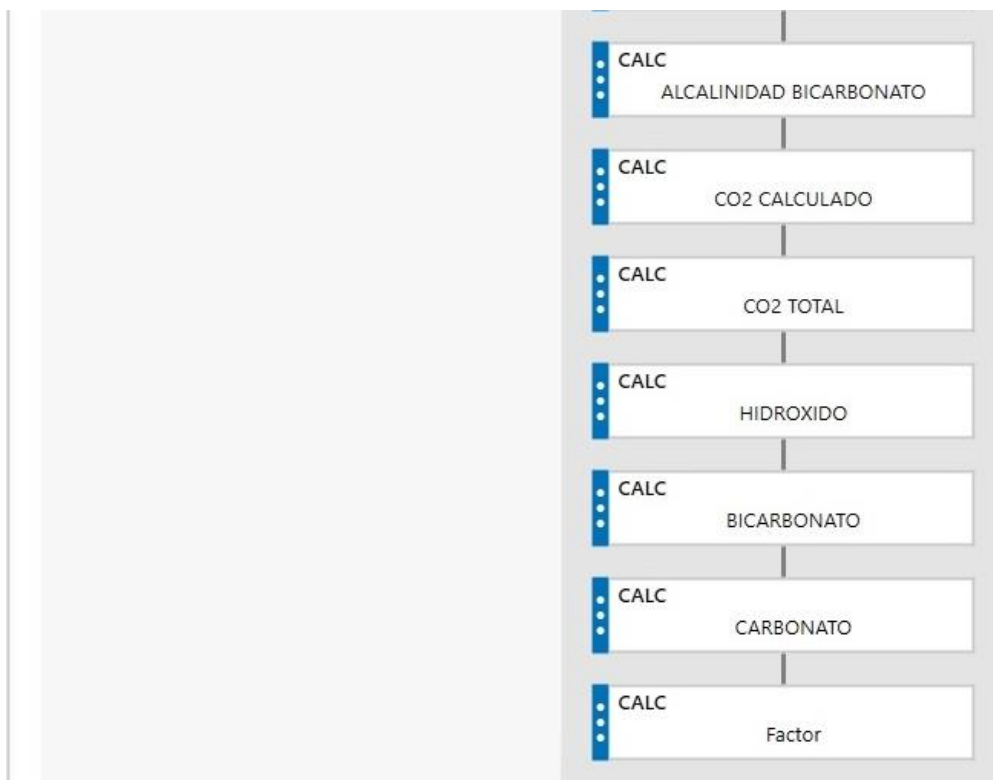 CALC
ALCALINIDAD BICARBONATO
CALC
CO2 CALCULADO
CALC
CO2 TOTAL
CALC
HIDROXIDO
CALC
BICARBONATO
CALC
CARBONATO
CALC
Factor